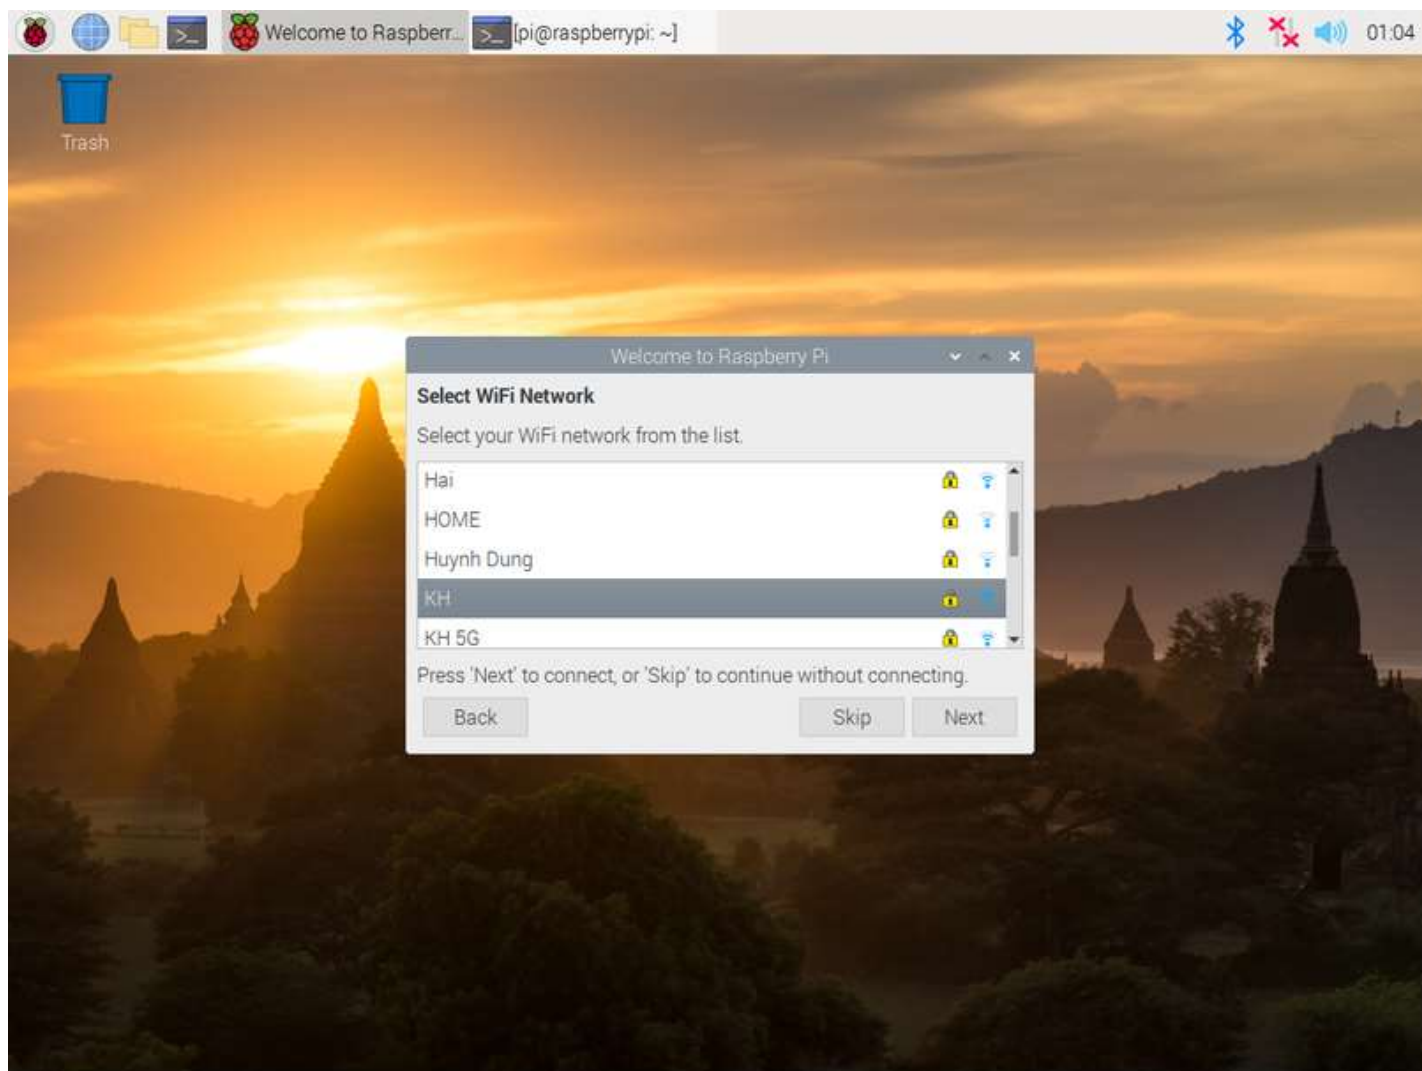 Welcome to Raspberr... [pi@raspberrypi: ~] 01:04
Trash
Welcome to Raspberry Pi
Select WiFi Network
Select your WiFi network from the list.
Hai
HOME
Huynh Dung
KH
KH 5G
Press 'Next' to connect, or 'Skip' to continue without connecting.
Back Skip Next